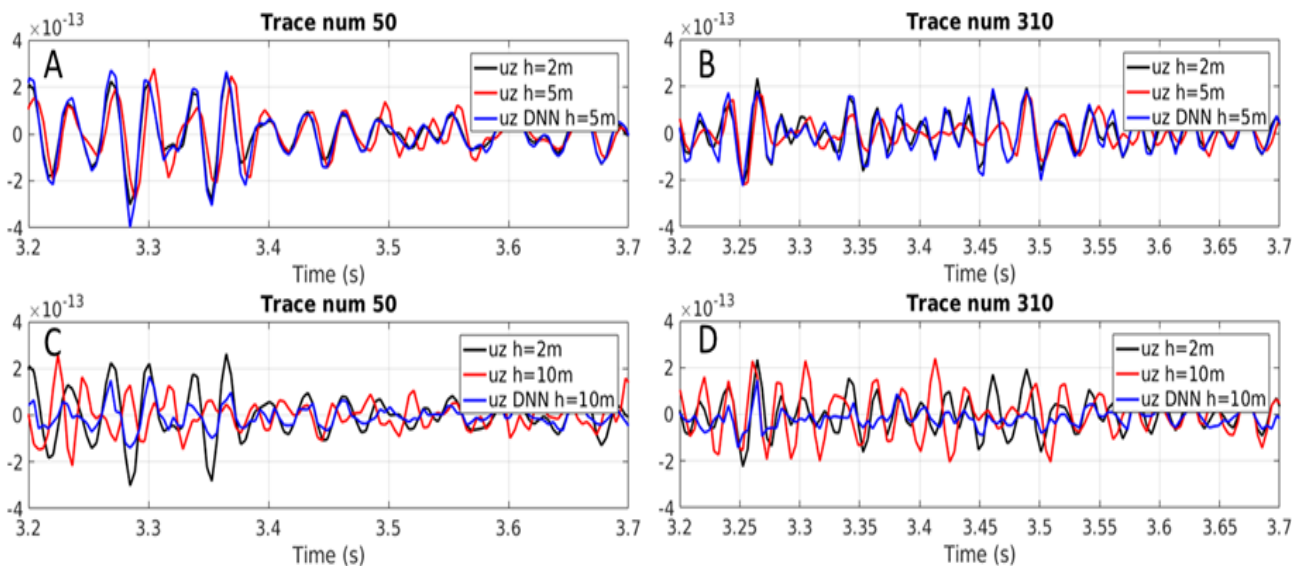 ×10⁻¹³
Trace num 50
4
2
0
-2
-4
A
uz h=2m
uz h=5m
uz DNN h=5m
3.2
3.3
3.4
3.5
3.6
3.7
Time (s)
×10⁻¹³
Trace num 310
4
2
0
-2
-4
B
uz h=2m
uz h=5m
uz DNN h=5m
3.2
3.25
3.3
3.35
3.4
3.45
3.5
3.55
3.6
3.65
3.7
Time (s)
×10⁻¹³
Trace num 50
4
2
0
-2
-4
C
uz h=2m
uz h=10m
uz DNN h=10m
3.2
3.3
3.4
3.5
3.6
3.7
Time (s)
×10⁻¹³
Trace num 310
4
2
0
-2
-4
D
uz h=2m
uz h=10m
uz DNN h=10m
3.2
3.25
3.3
3.35
3.4
3.45
3.5
3.55
3.6
3.65
3.7
Time (s)